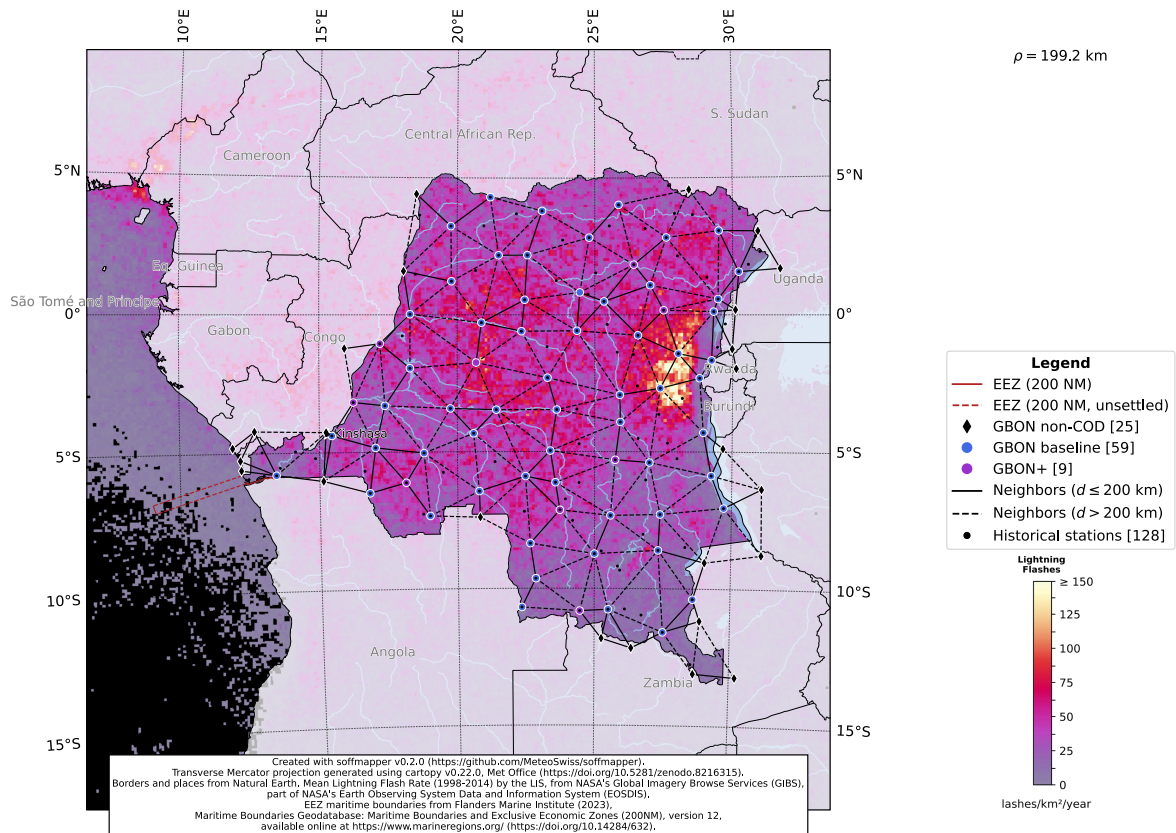 10°E 15°E 20°E 25°E 30°E
ρ = 199.2 km
S. Sudan
Central African Rep.
Cameroon
5°N 5°N
Eq. Guinea
Uganda
São Tomé and Principe
0° 0°
Gabon
Congo
Rwanda
Burundi
Kinshasa
5°S 5°S
10°S 10°S
Angola
Zambia
15°S 15°S
Legend
EEZ (200 NM)
EEZ (200 NM, unsettled)
GBON non-COD [25]
GBON baseline [59]
GBON+ [9]
Neighbors (d ≤ 200 km)
Neighbors (d > 200 km)
Historical stations [128]
Lightning
Flashes
≥ 150
125
100
75
50
25
0
lashes/km²/year
Created with soffmapper v0.2.0 (https://github.com/MeteoSwiss/soffmapper).
Transverse Mercator projection generated using cartopy v0.22.0, Met Office (https://doi.org/10.5281/zenodo.8216315).
Borders and places from Natural Earth. Mean Lightning Flash Rate (1998-2014) by the LIS, from NASA's Global Imagery Browse Services (GIBS),
part of NASA's Earth Observing System Data and Information System (EOSDIS).
EEZ maritime boundaries from Flanders Marine Institute (2023),
Maritime Boundaries Geodatabase: Maritime Boundaries and Exclusive Economic Zones (200NM), version 12,
available online at https://www.marineregions.org/ (https://doi.org/10.14284/632).